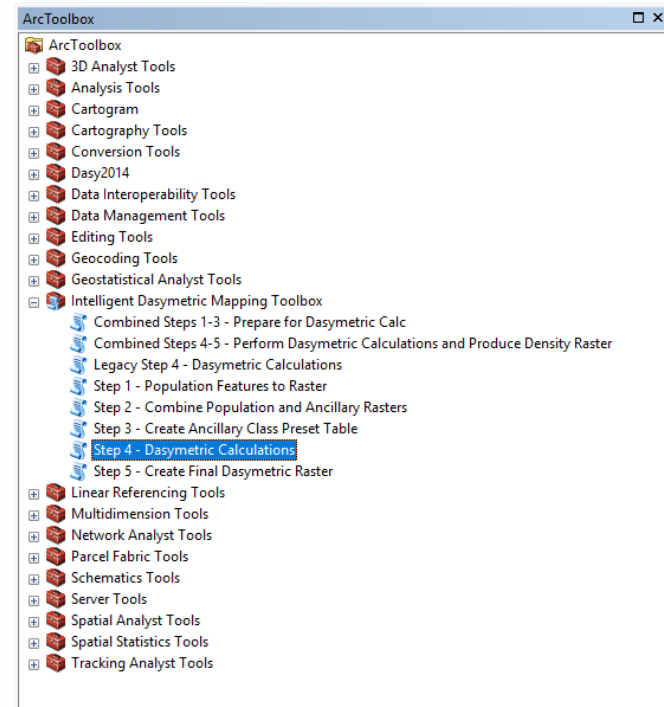 ArcToolbox
ArcToolbox
3D Analyst Tools
Analysis Tools
Cartogram
Cartography Tools
Conversion Tools
Dasy2014
Data Interoperability Tools
Data Management Tools
Editing Tools
Geocoding Tools
Geostatistical Analyst Tools
Intelligent Dasymetric Mapping Toolbox
Combined Steps 1-3 - Prepare for Dasymetric Calc
Combined Steps 4-5 - Perform Dasymetric Calculations and Produce Density Raster
Legacy Step 4 - Dasymetric Calculations
Step 1 - Population Features to Raster
Step 2 - Combine Population and Ancillary Rasters
Step 3 - Create Ancillary Class Preset Table
Step 4 - Dasymetric Calculations
Step 5 - Create Final Dasymetric Raster
Linear Referencing Tools
Multidimension Tools
Network Analyst Tools
Parcel Fabric Tools
Schematics Tools
Server Tools
Spatial Analyst Tools
Spatial Statistics Tools
Tracking Analyst Tools